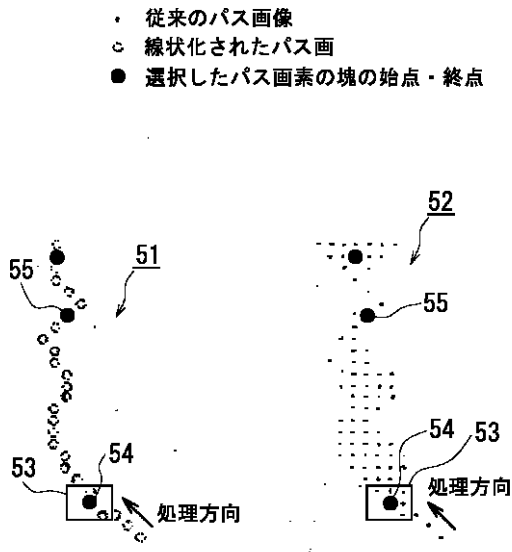 従来のパス画像
線状化されたパス画
選択したパス画素の塊の始点・終点
52
51
55
55
54
53
処理方向
54
53
処理方向